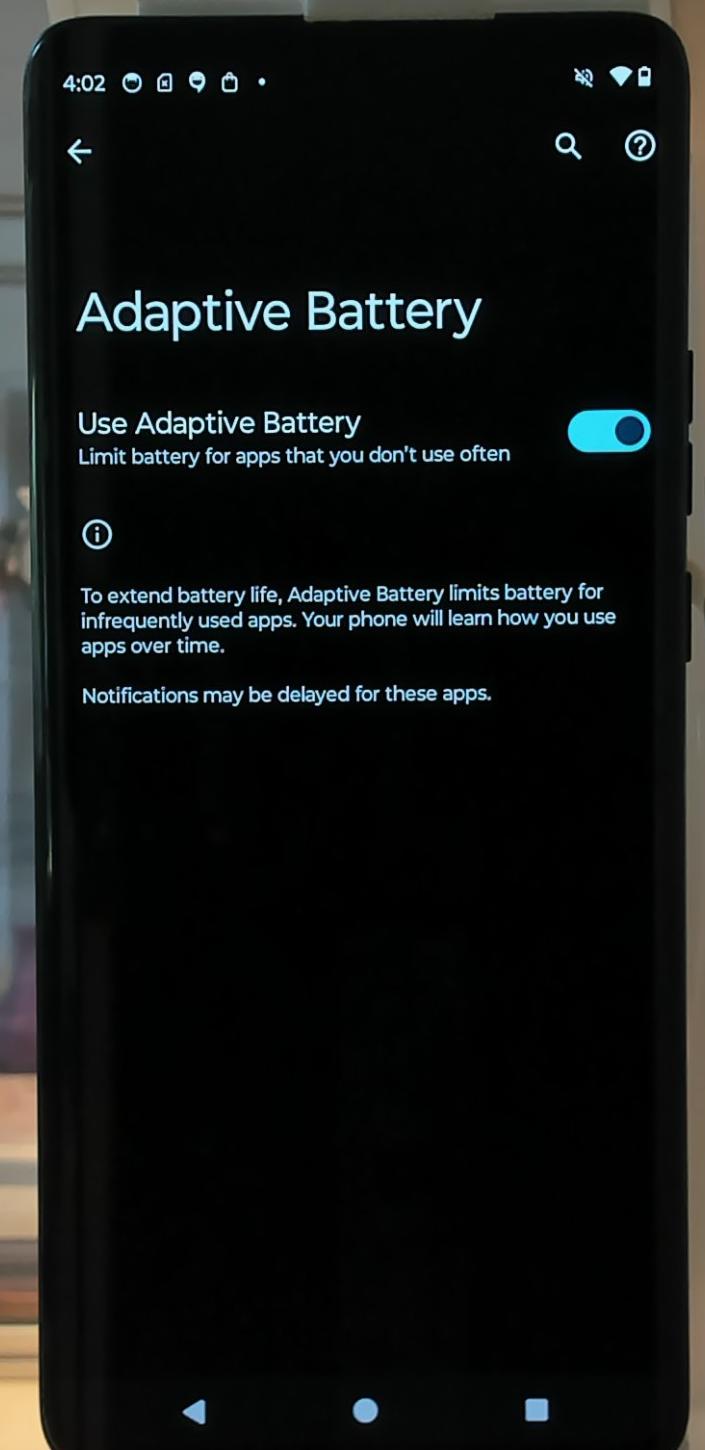 4:02
Adaptive Battery
Use Adaptive Battery
Limit battery for apps that you don't use often
To extend battery life, Adaptive Battery limits battery for
infrequently used apps. Your phone will learn how you use
apps over time.
Notifications may be delayed for these apps.